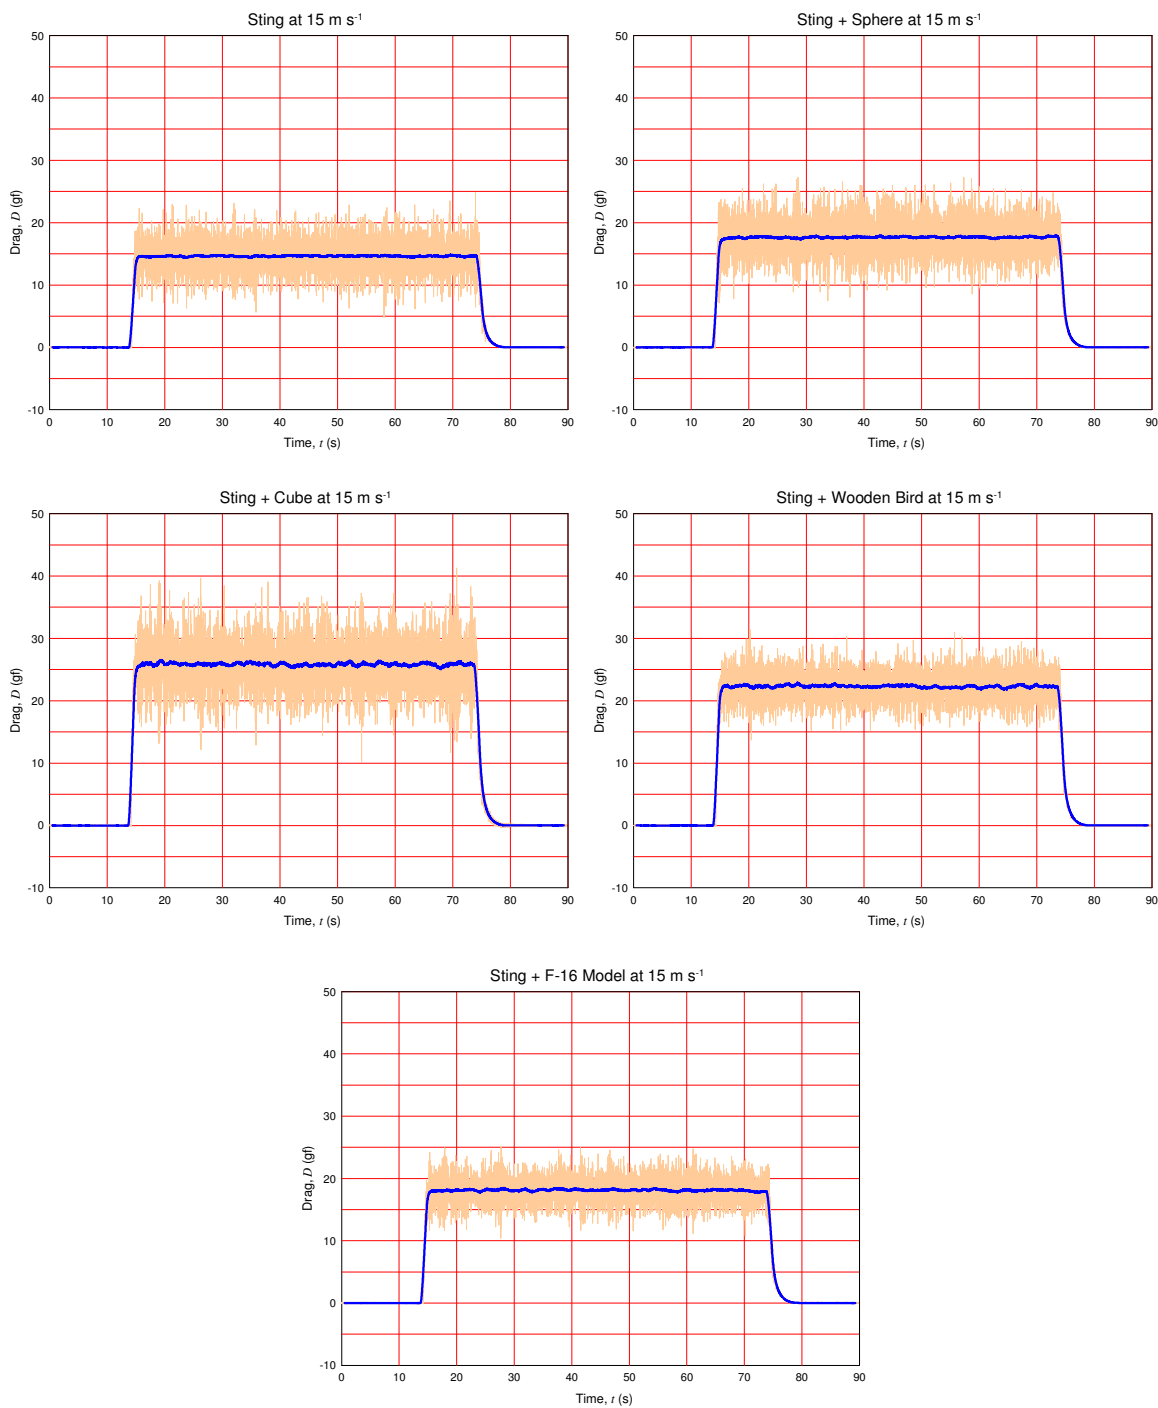 Sting at 15 m s-1
50
40
30
20
10
0
-10
Drag, D (gf)
0 10 20 30 40 50 60 70 80 90
Time, t (s)
Sting + Sphere at 15 m s-1
50
40
30
20
10
0
-10
Drag, D (gf)
0 10 20 30 40 50 60 70 80 90
Time, t (s)
Sting + Cube at 15 m s-1
50
40
30
20
10
0
-10
Drag, D (gf)
0 10 20 30 40 50 60 70 80 90
Time, t (s)
Sting + Wooden Bird at 15 m s-1
50
40
30
20
10
0
-10
Drag, D (gf)
0 10 20 30 40 50 60 70 80 90
Time, t (s)
Sting + F-16 Model at 15 m s-1
50
40
30
20
10
0
-10
Drag, D (gf)
0 10 20 30 40 50 60 70 80 90
Time, t (s)